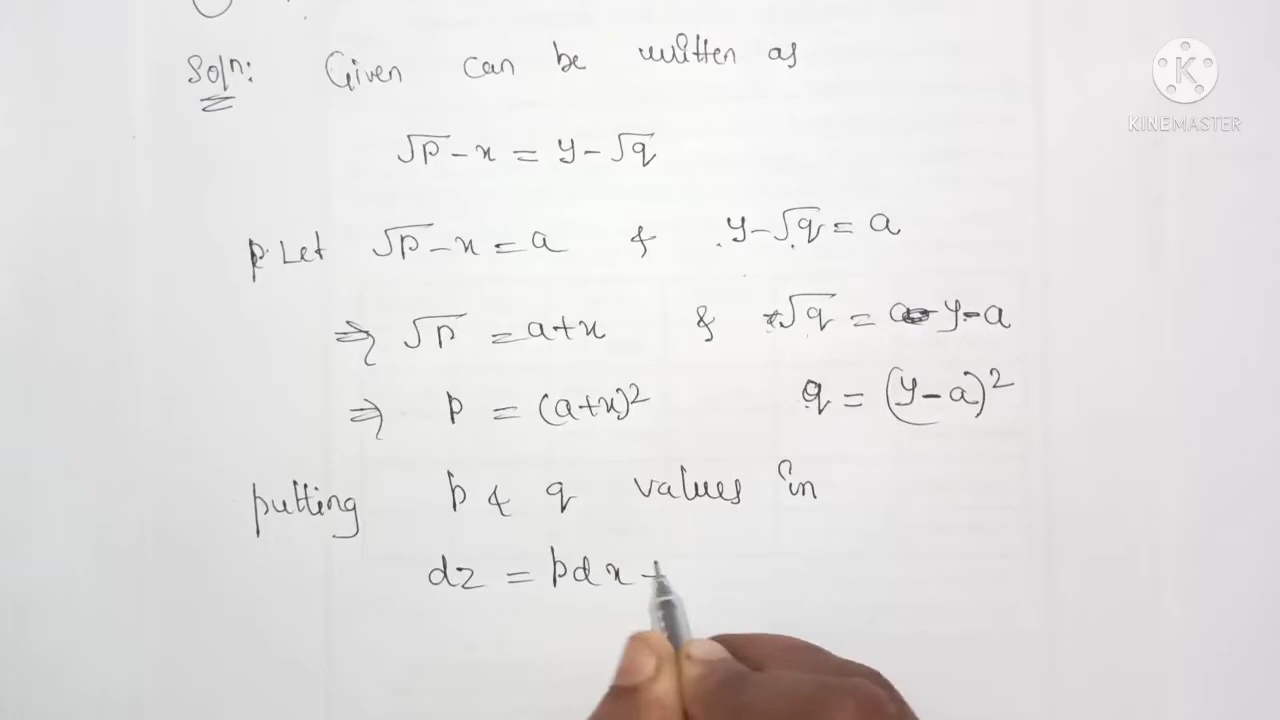 Soln: Given can be written as
√p - x = y - √q
Let √p - x = a & y - √q = a
⇒ √p = a+x & √q = y-a
⇒ p = (a+x)² q = (y-a)²
putting p & q values in
dz = pdx -
KINEMASTER